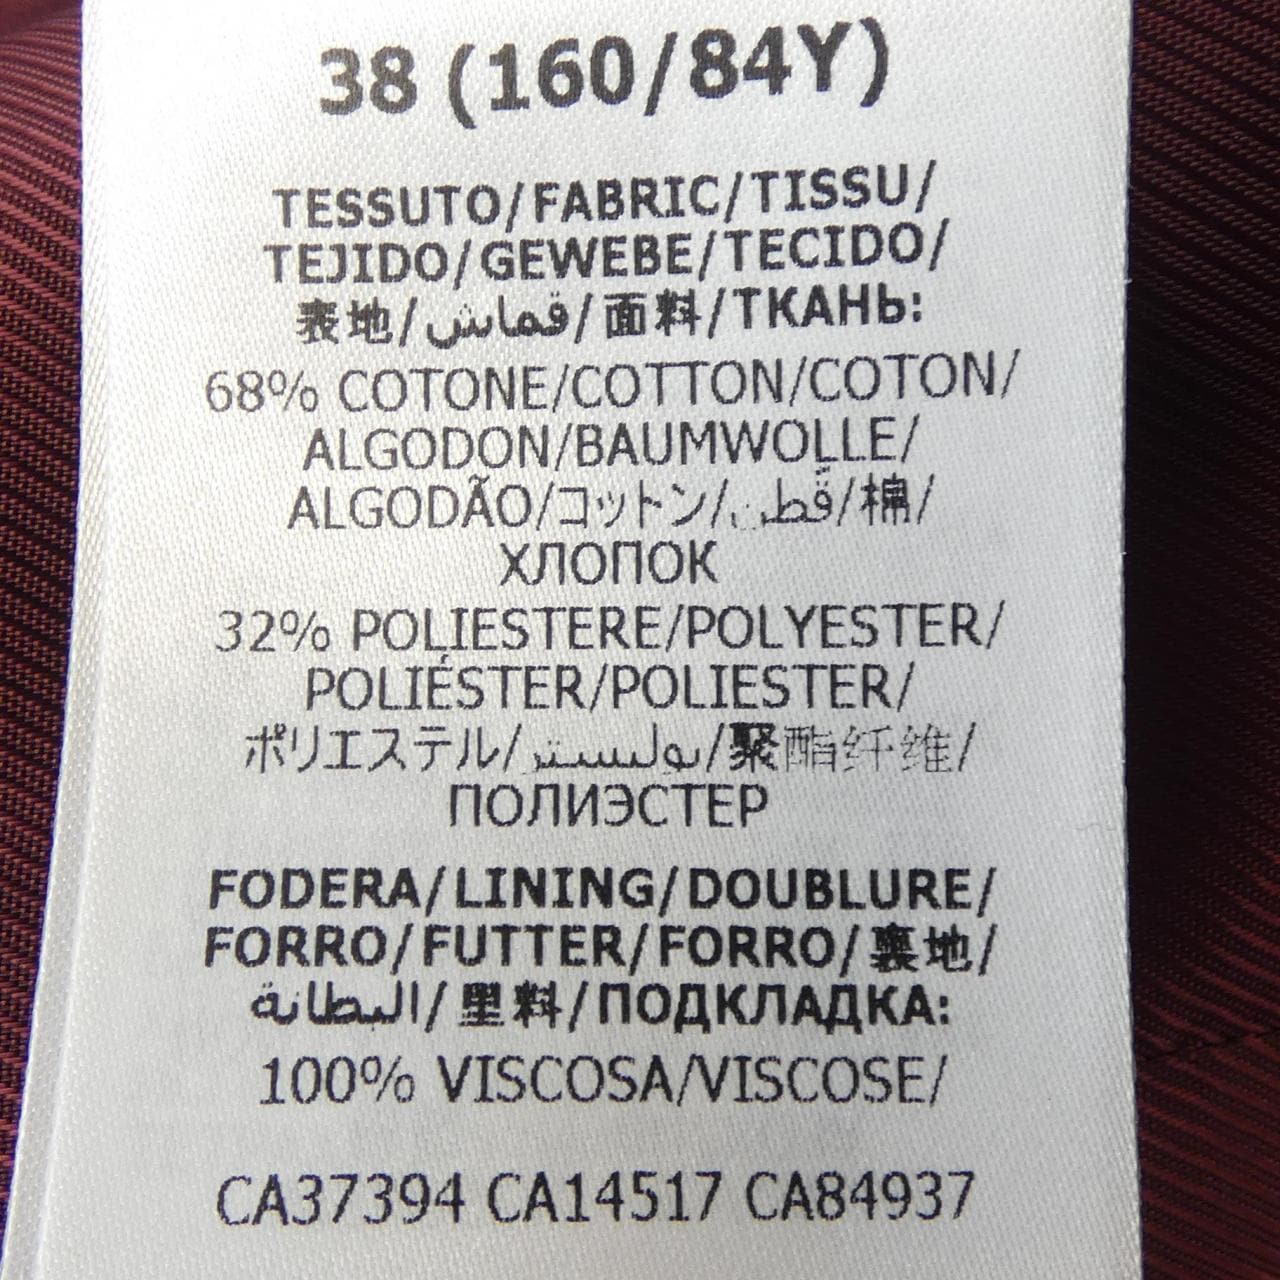 38 (160/84Y)
TESSUTO/FABRIC/TISSU/
TEJIDO/GEWEBE/TECIDO/
表地/قماش/面料/ТКАНЬ:
68% COTONE/COTTON/COTON/
ALGODON/BAUMWOLLE/
ALGODÃO/コットン/قطن/棉/
ХЛОПОК
32% POLIESTERE/POLYESTER/
POLIÉSTER/POLIESTER/
ポリエステル/بوليستر/聚酯纤维/
ПОЛИЭСТЕР
FODERA/LINING/DOUBLURE/
FORRO/FUTTER/FORRO/裏地/
البطانة/里料/ПОДКЛАДКА:
100% VISCOSA/VISCOSE/
CA37394 CA14517 CA84937